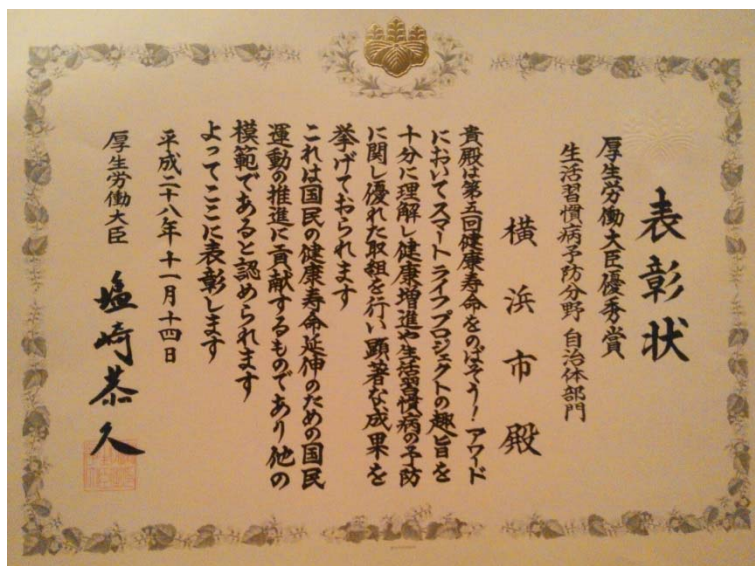 表彰状
厚生労働大臣優秀賞
生活習慣病予防分野 自治体部門
横浜市殿
貴殿は第五回健康寿命をのばそう!アワード
においてスマートライフプロジェクトの趣旨を
十分に理解し健康増進や生活習慣病の予防
に関し優れた取組を行い顕著な成果を
挙げておられます
これは国民の健康寿命延伸のための国民
運動の推進に貢献するものであり他の
模範であると認められます
よってここに表彰します
平成二十八年十一月十四日
厚生労働大臣 塩崎恭久